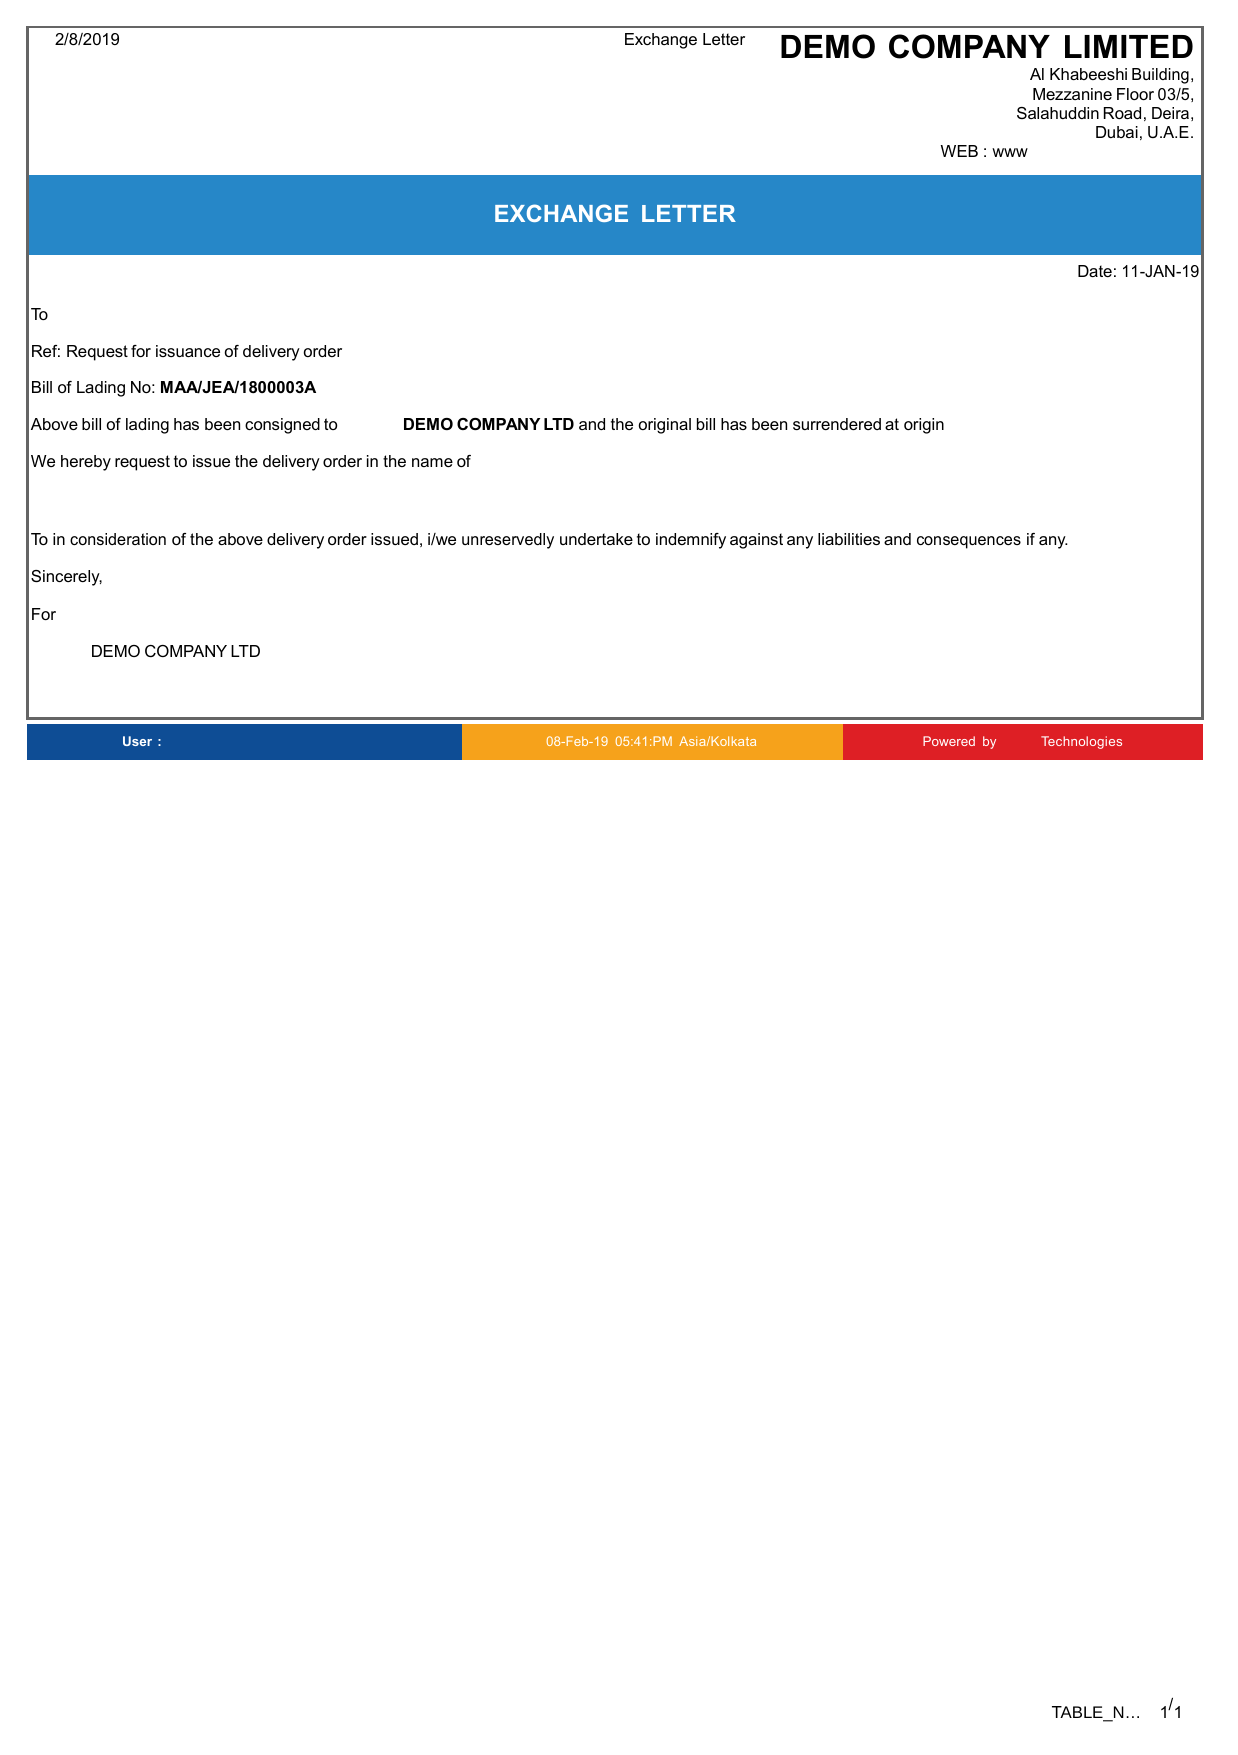 2/8/2019 Exchange Letter DEMO COMPANY LIMITED
Al Khabeeshi Building,
Mezzanine Floor 03/5,
Salahuddin Road, Deira,
Dubai, U.A.E.
WEB : www
EXCHANGE LETTER
Date: 11-JAN-19
To
Ref: Request for issuance of delivery order
Bill of Lading No: MAA/JEA/1800003A
Above bill of lading has been consigned to DEMO COMPANY LTD and the original bill has been surrendered at origin
We hereby request to issue the delivery order in the name of
To in consideration of the above delivery order issued, i/we unreservedly undertake to indemnify against any liabilities and consequences if any.
Sincerely,
For
DEMO COMPANY LTD
User : 08-Feb-19 05:41:PM Asia/Kolkata Powered by Technologies
TABLE_N... 1/1